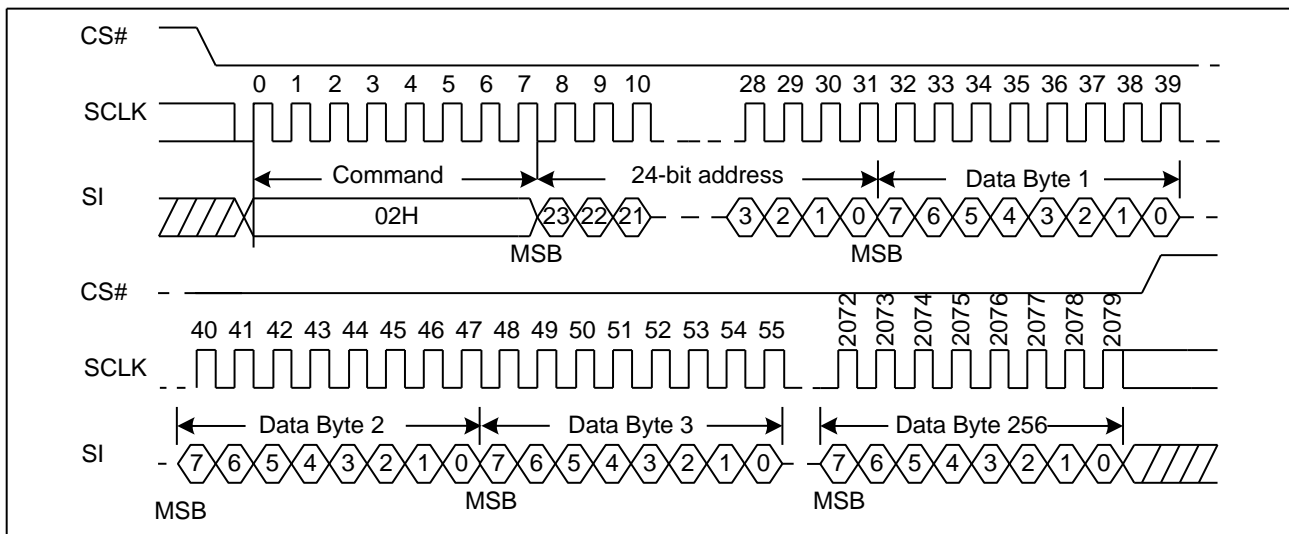 CS#
0 1 2 3 4 5 6 7 8 9 10 28 29 30 31 32 33 34 35 36 37 38 39
SCLK
Command 24-bit address Data Byte 1
SI
02H 23 22 21 3 2 1 0 7 6 5 4 3 2 1 0
MSB MSB
CS#
40 41 42 43 44 45 46 47 48 49 50 51 52 53 54 55 2072 2073 2074 2075 2076 2077 2078 2079
SCLK
Data Byte 2 Data Byte 3 Data Byte 256
SI
7 6 5 4 3 2 1 0 7 6 5 4 3 2 1 0 7 6 5 4 3 2 1 0
MSB MSB MSB